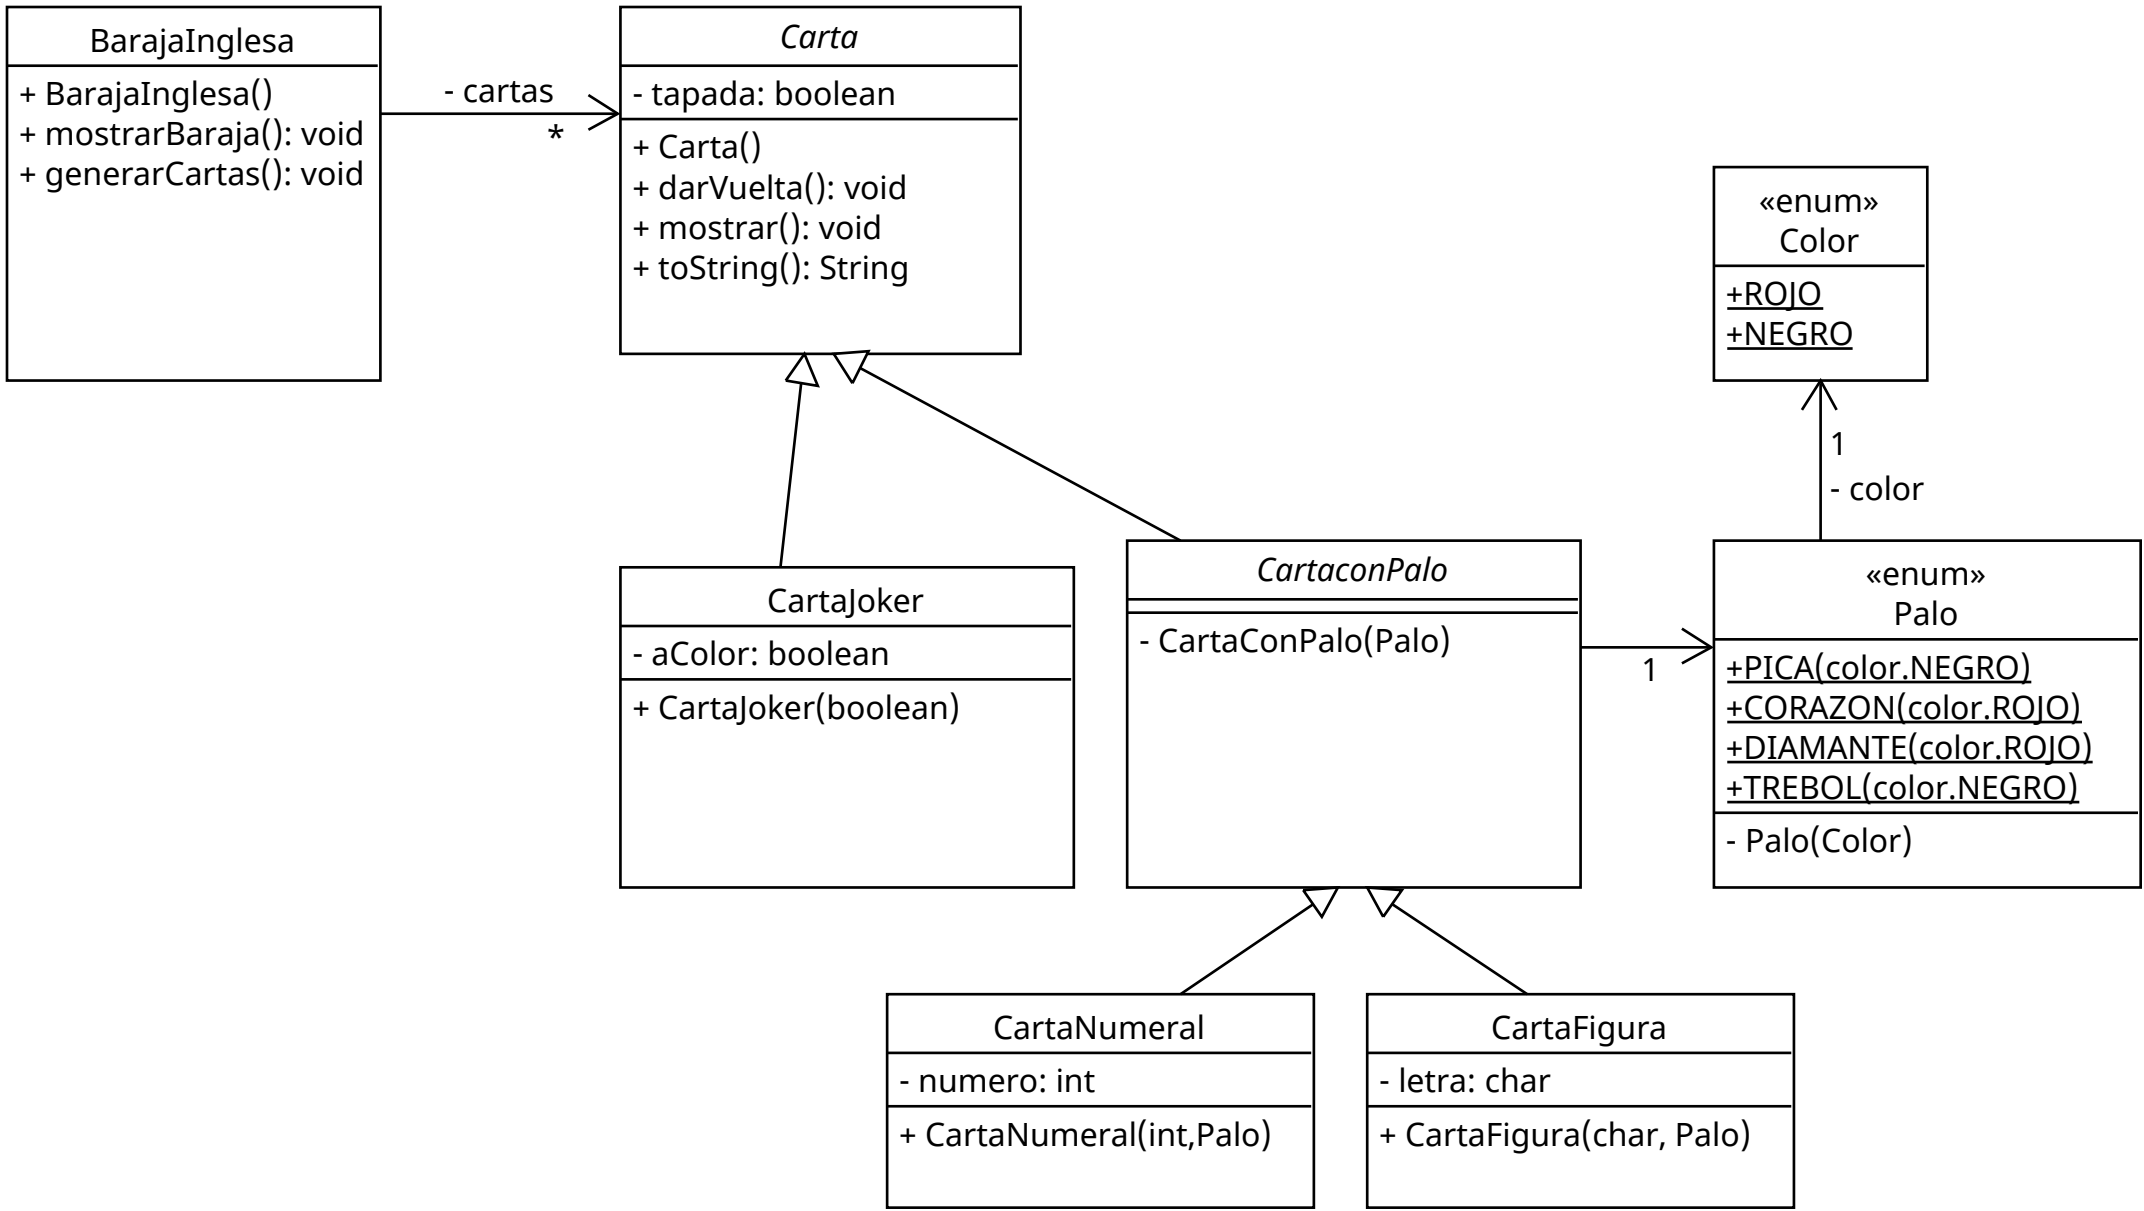 BarajaInglesa
+ BarajaInglesa()
+ mostrarBaraja(): void
+ generarCartas(): void
- cartas
*
Carta
- tapada: boolean
+ Carta()
+ darVuelta(): void
+ mostrar(): void
+ toString(): String
«enum»
Color
+ROJO
+NEGRO
1
- color
CartaJoker
- aColor: boolean
+ CartaJoker(boolean)
CartaconPalo
- CartaConPalo(Palo)
1
«enum»
Palo
+PICA(color.NEGRO)
+CORAZON(color.ROJO)
+DIAMANTE(color.ROJO)
+TREBOL(color.NEGRO)
- Palo(Color)
CartaNumeral
- numero: int
+ CartaNumeral(int,Palo)
CartaFigura
- letra: char
+ CartaFigura(char, Palo)